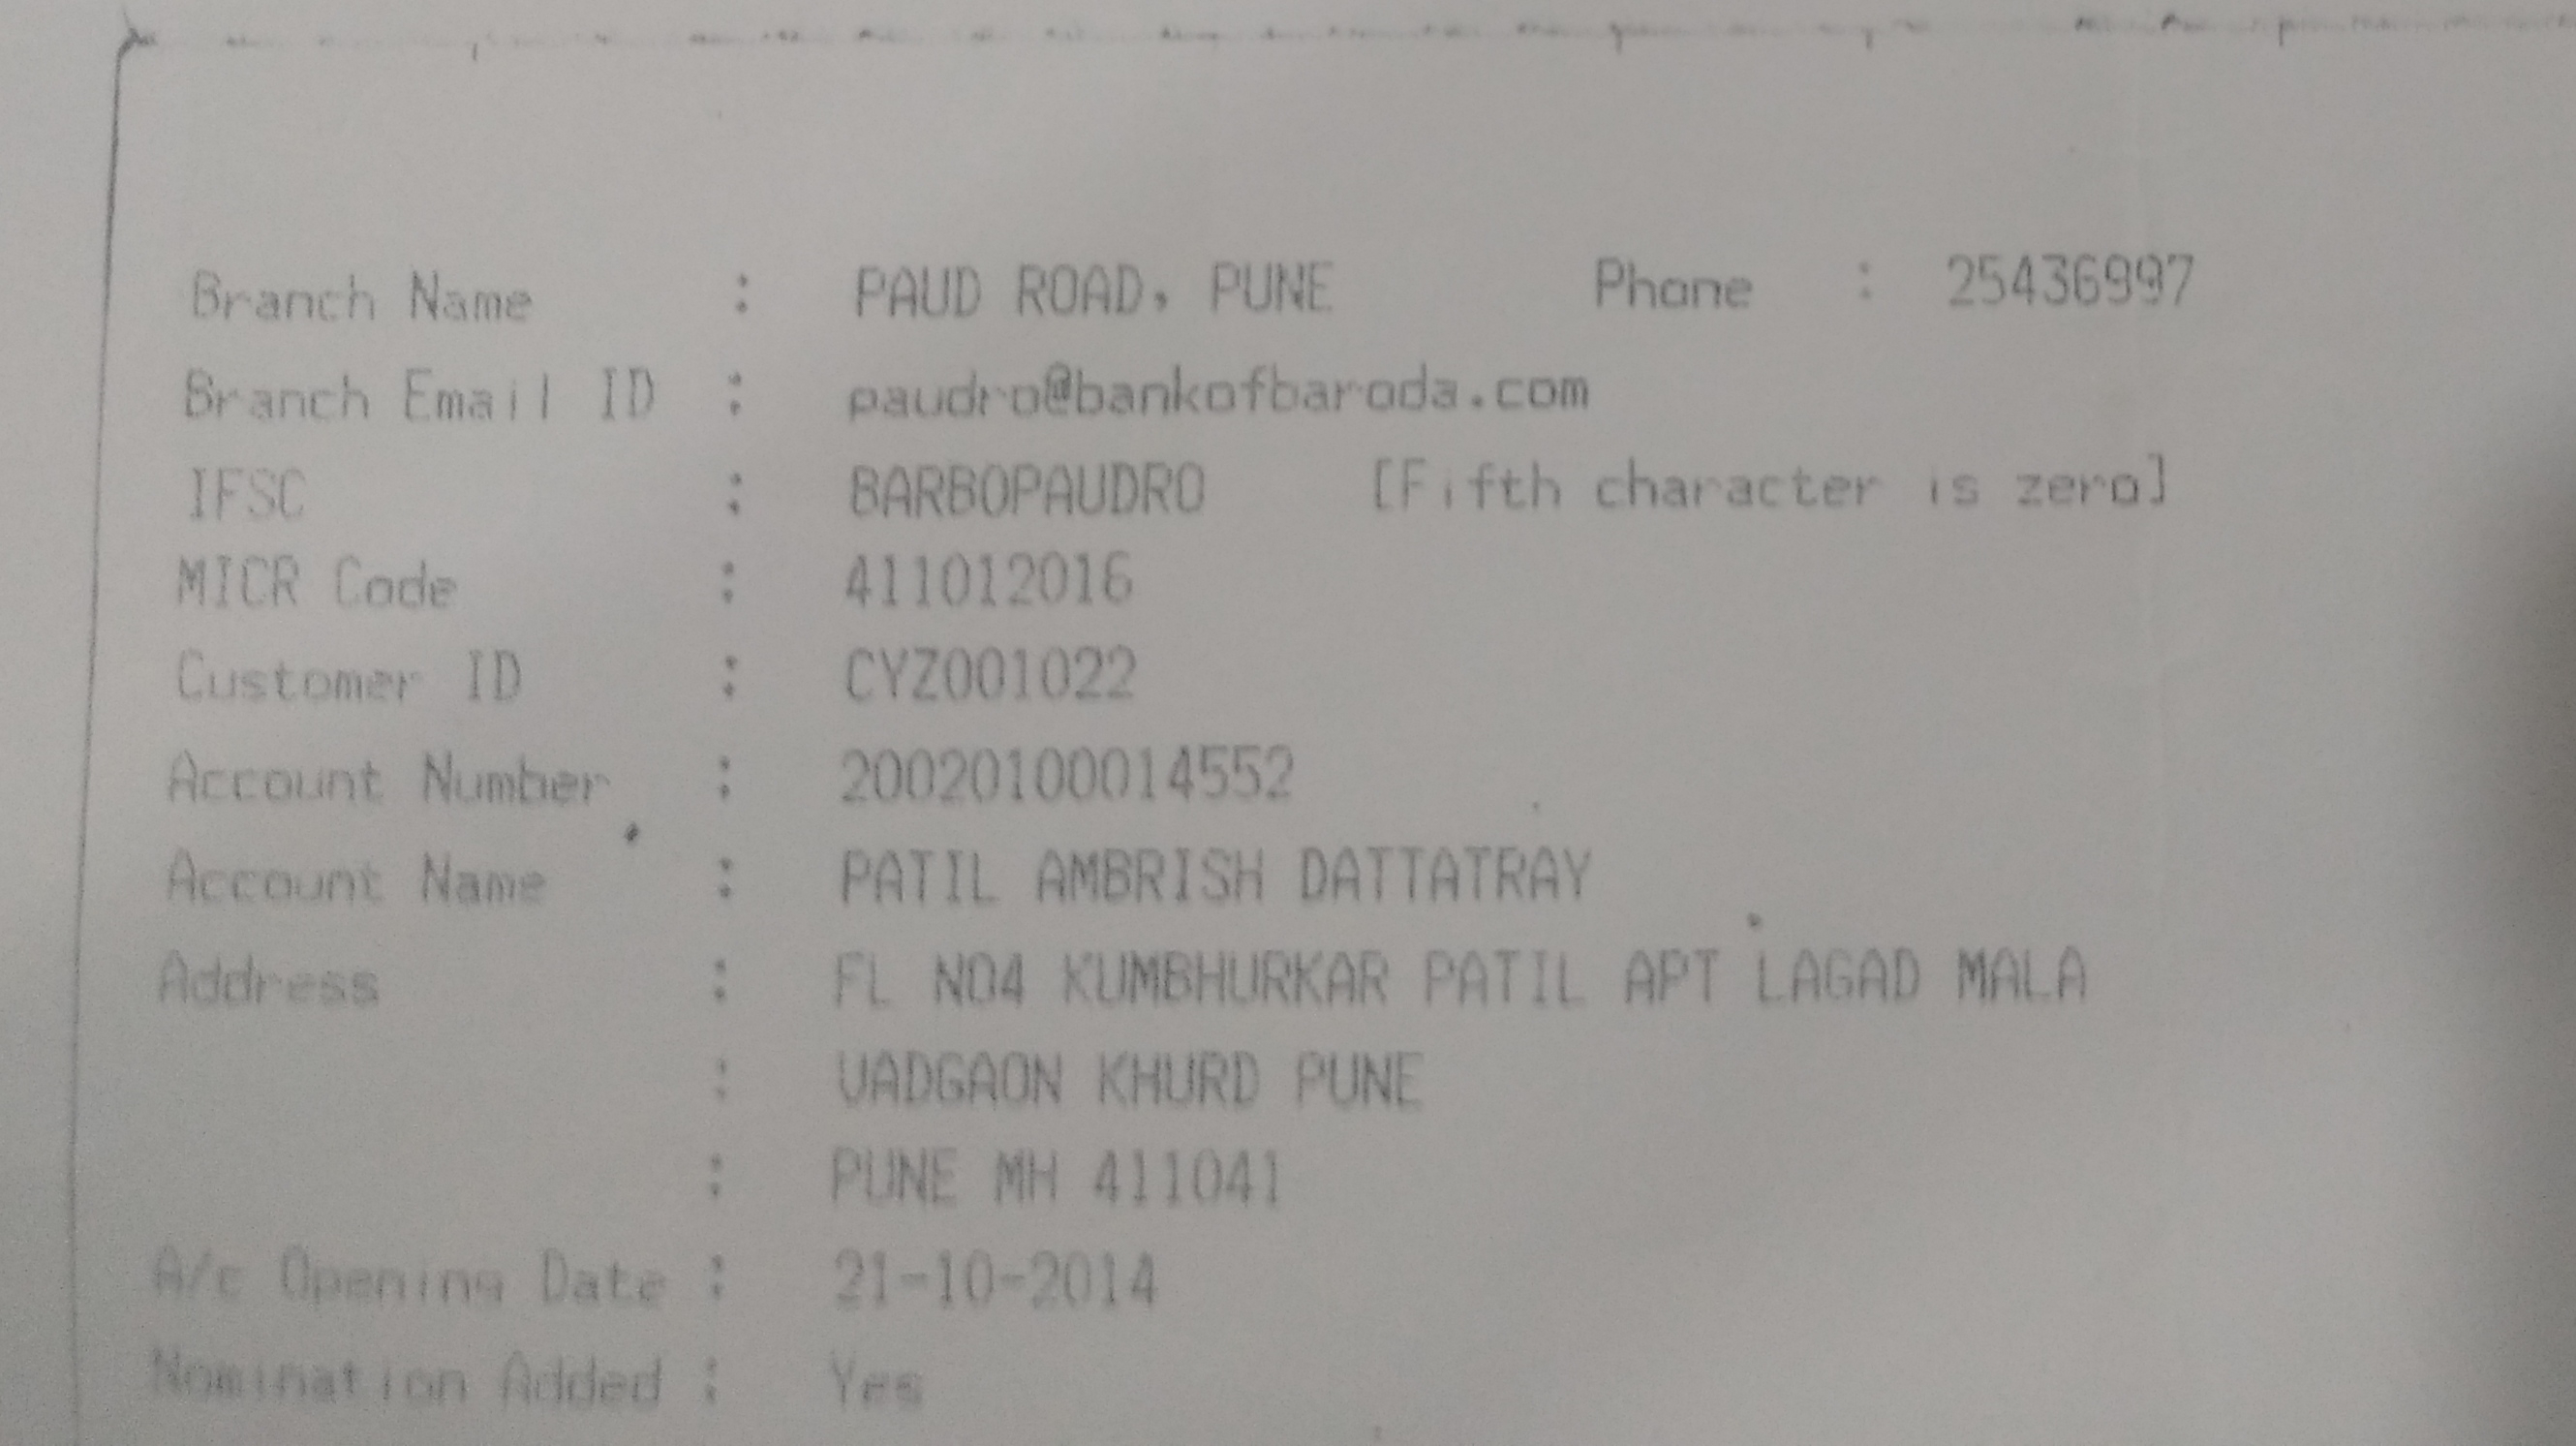 Branch Name : PAUD ROAD, PUNE Phone : 25436997
Branch Email ID : paudro@bankofbaroda.com
IFSC : BARB0PAUDRO [Fifth character is zero]
MICR Code : 411012016
Customer ID : CYZ001022
Account Number : 20020100014552
Account Name : PATIL AMBRISH DATTATRAY
Address : FL NO4 KUMBHURKAR PATIL APT LAGAD MALA
: VADGAON KHURD PUNE
: PUNE MH 411041
A/c Opening Date : 21-10-2014
Nomination Added : Yes